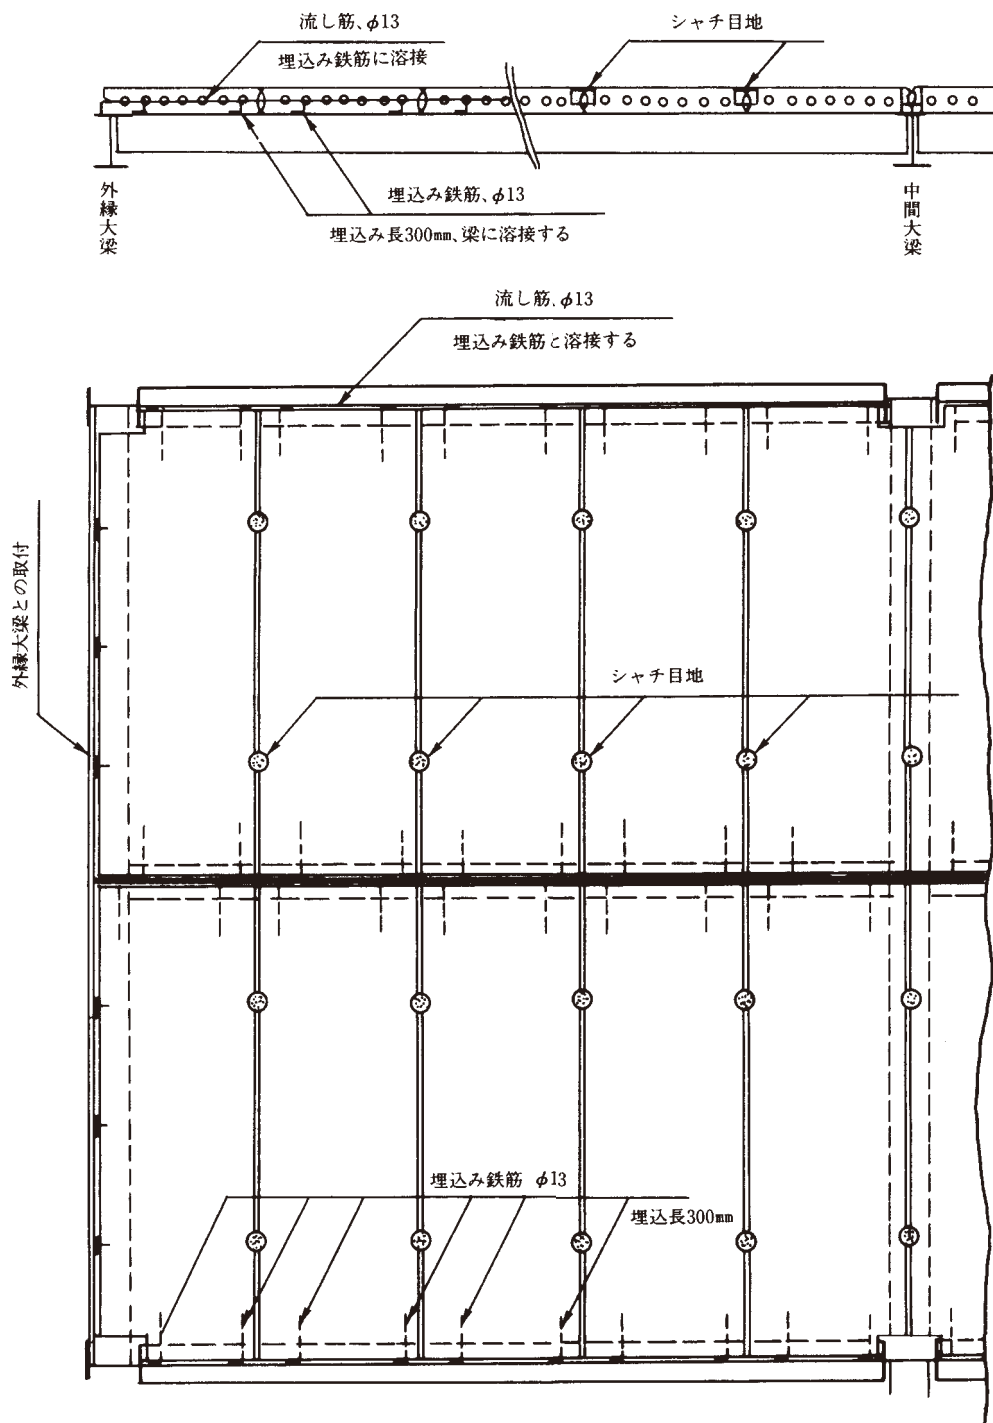 流し筋、φ13
埋込み鉄筋に溶接
シャチ目地
埋込み鉄筋、φ13
埋込み長300mm、梁に溶接する
外縁大梁
中間大梁
流し筋、φ13
埋込み鉄筋と溶接する
外縁大梁との取付
シャチ目地
埋込み鉄筋 φ13
埋込長300mm